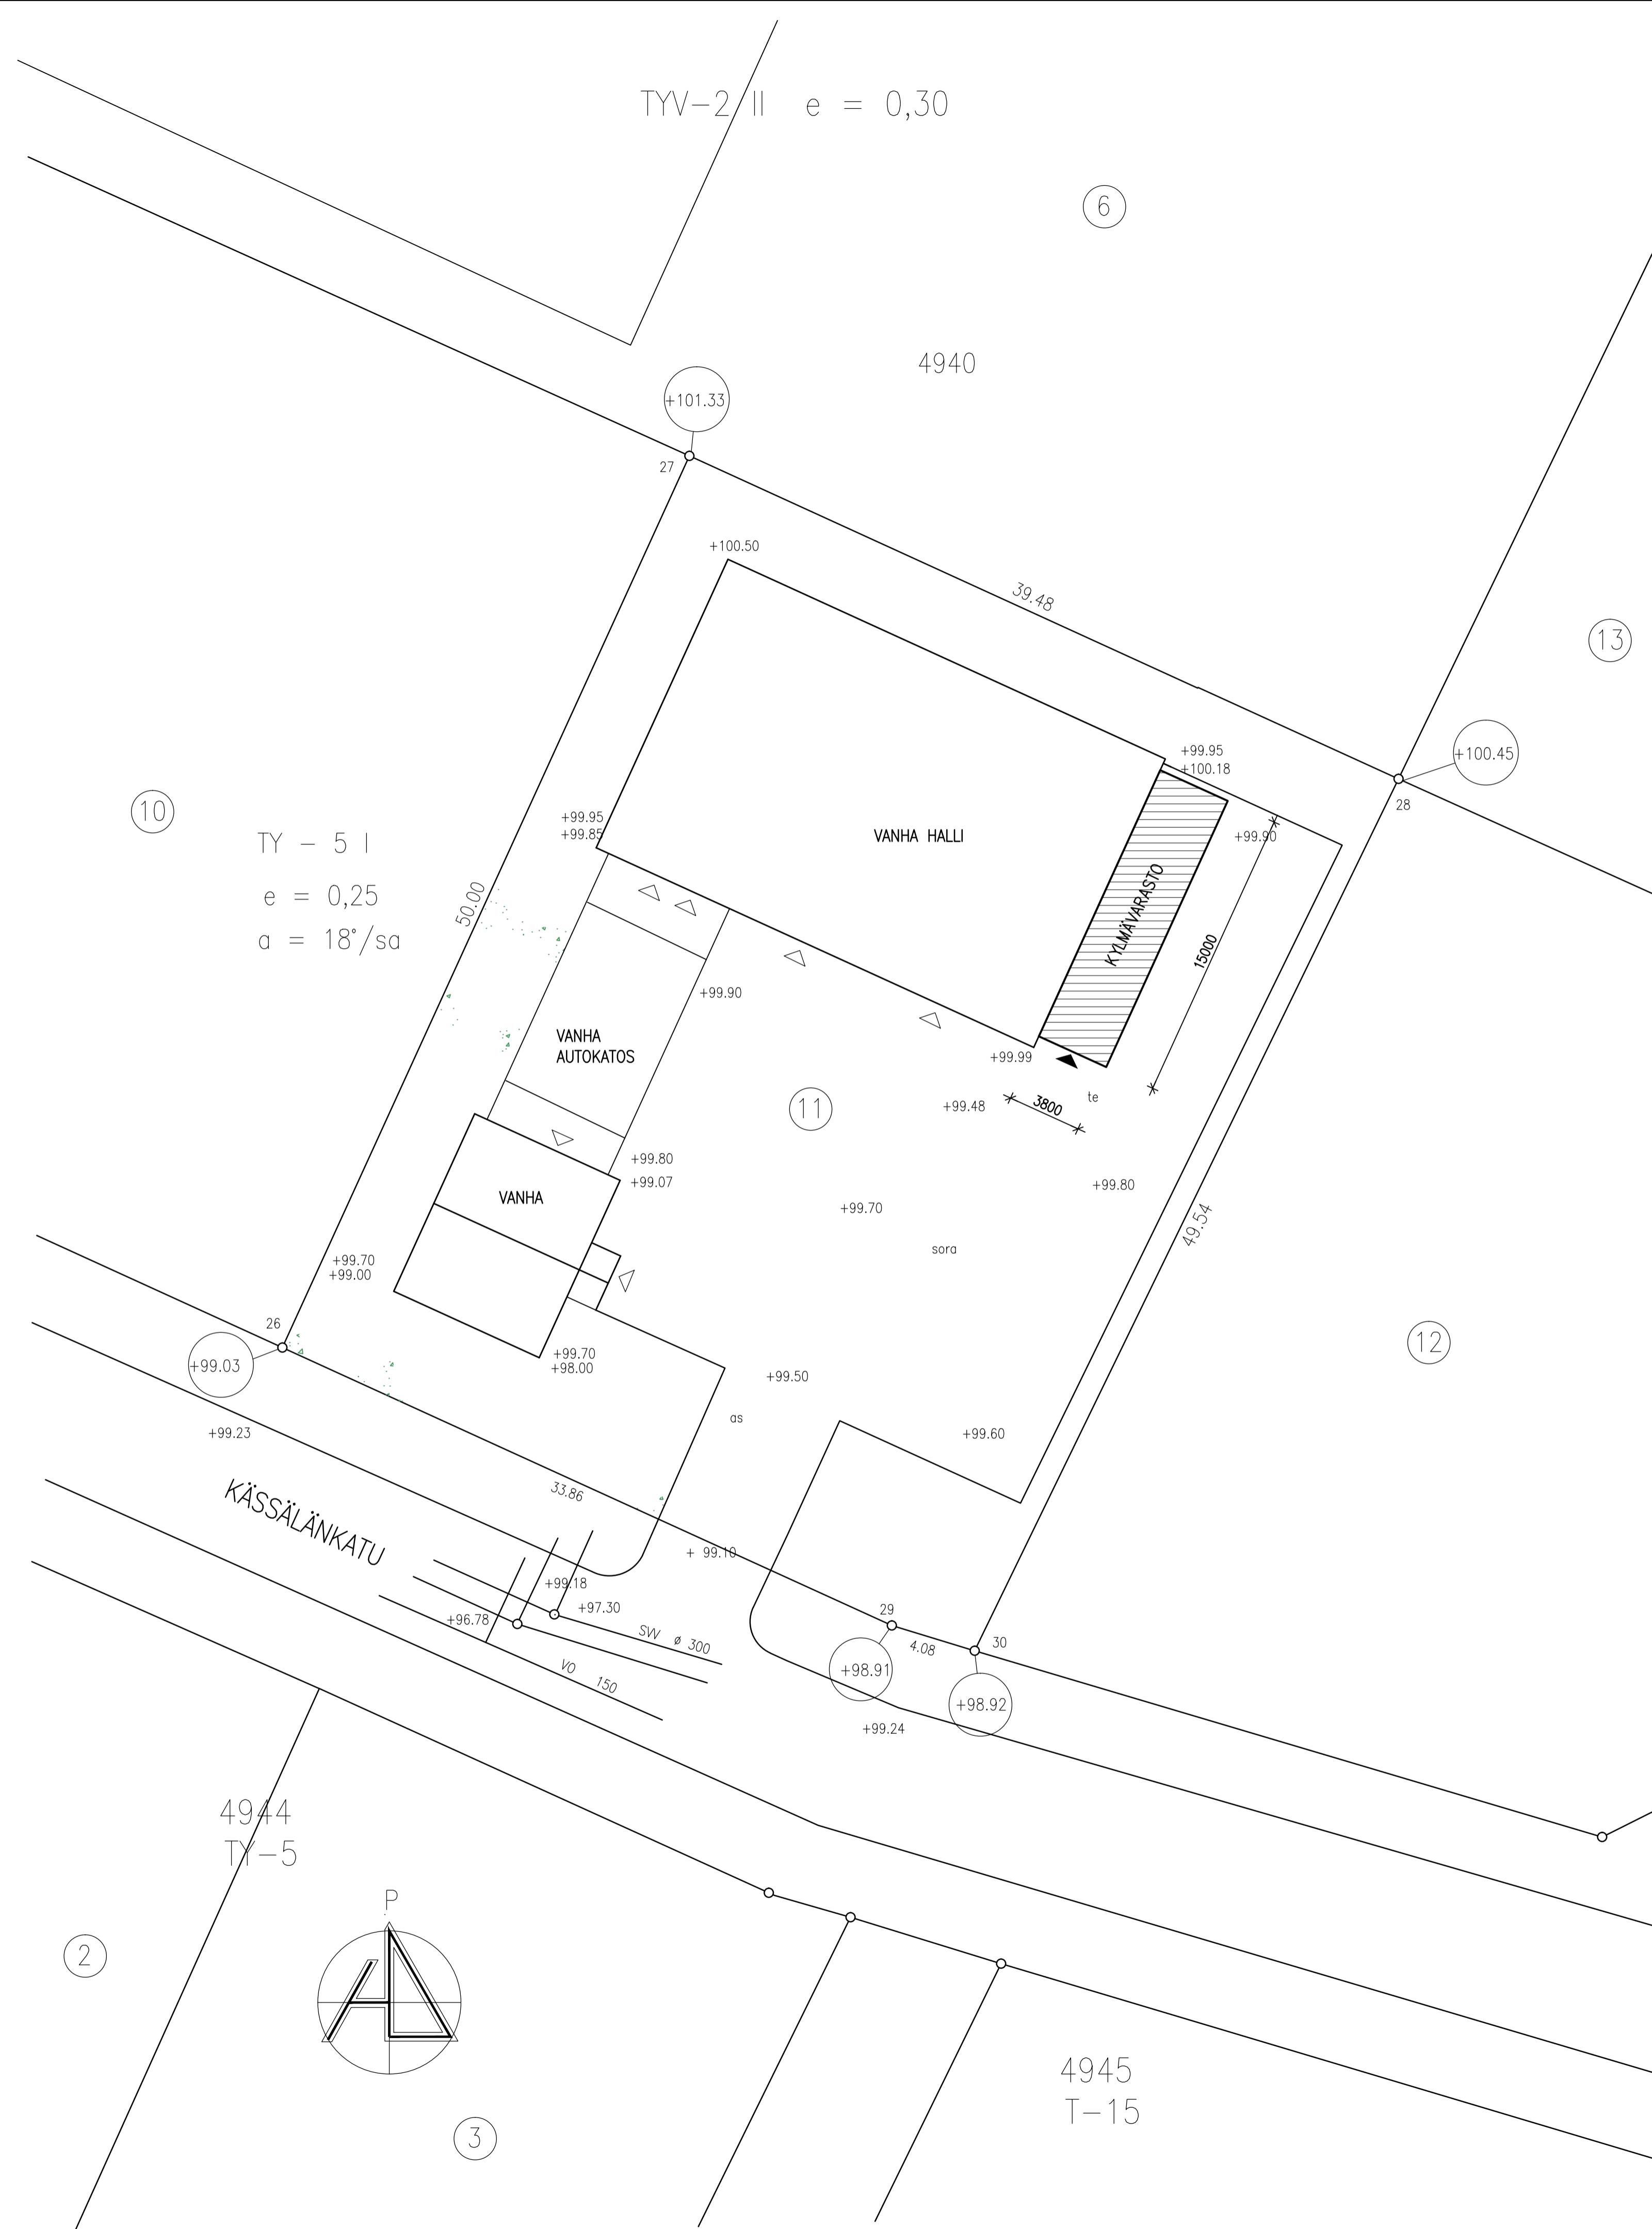 TYV-2 II e = 0,30
6
4940
+101.33
27
+100.50
39.48
13
+99.95
+100.18
+100.45
28
10
TY - 5 I
e = 0,25
a = 18°/sa
+99.95
+99.85
VANHA HALLI
+99.90
50.00
KYLMÄVARASTO
15000
+99.90
VANHA
AUTOKATOS
+99.99
11
+99.48
3800
te
+99.80
+99.07
+99.80
VANHA
+99.70
49.54
sora
+99.70
+99.00
26
+99.03
+99.70
+98.00
+99.50
12
as
+99.23
+99.60
KÄSSÄLÄNKATU
33.86
+ 99.10
+99.18
+97.30
+96.78
29
SW ø 300
4.08
30
VO 150
+98.91
+98.92
+99.24
4944
TY-5
P
2
4945
T-15
3